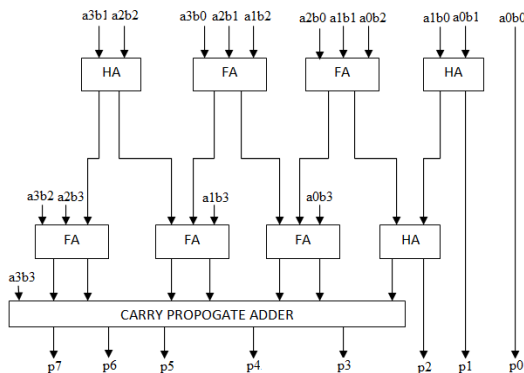 a3b1 a2b2 a3b0 a2b1 a1b2 a2b0 a1b1 a0b2 a1b0 a0b1 a0b0
HA FA FA HA
a3b2 a2b3 a1b3 a0b3
FA FA FA HA
a3b3
CARRY PROPOGATE ADDER
p7 p6 p5 p4 p3 p2 p1 p0